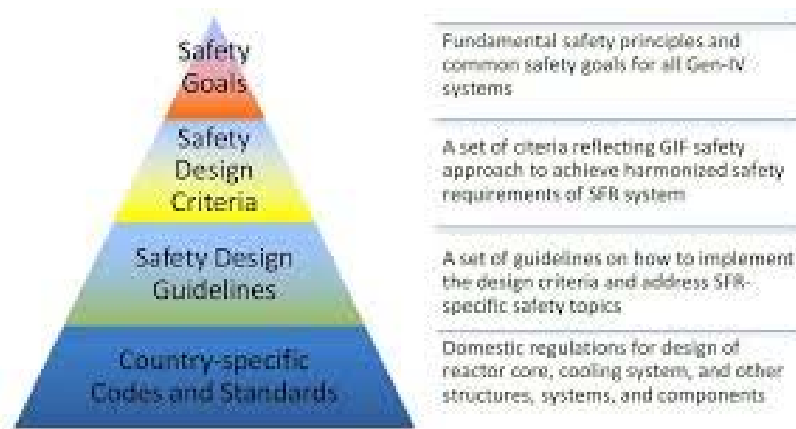 Safety
Goals
Fundamental safety principles and
common safety goals for all Gen-IV
systems
Safety
Design
Criteria
A set of citeria reflecting GIF safety
approach to achieve harmonized safety
requirements of SFR system
Safety Design
Guidelines
A set of guidelines on how to implement
the design criteria and address SFR-
specific safety topics
Country-specific
Codes and Standards
Domestic regulations for design of
reactor core, cooling system, and other
structures, systems, and components